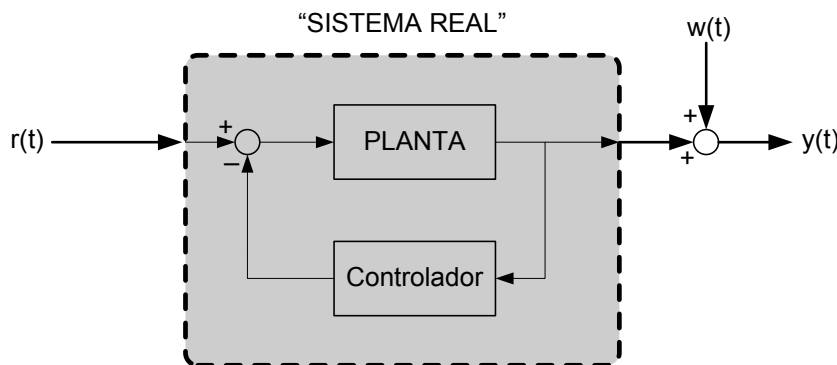 “SISTEMA REAL”
w(t)
r(t)
+
−
PLANTA
+
+
y(t)
Controlador